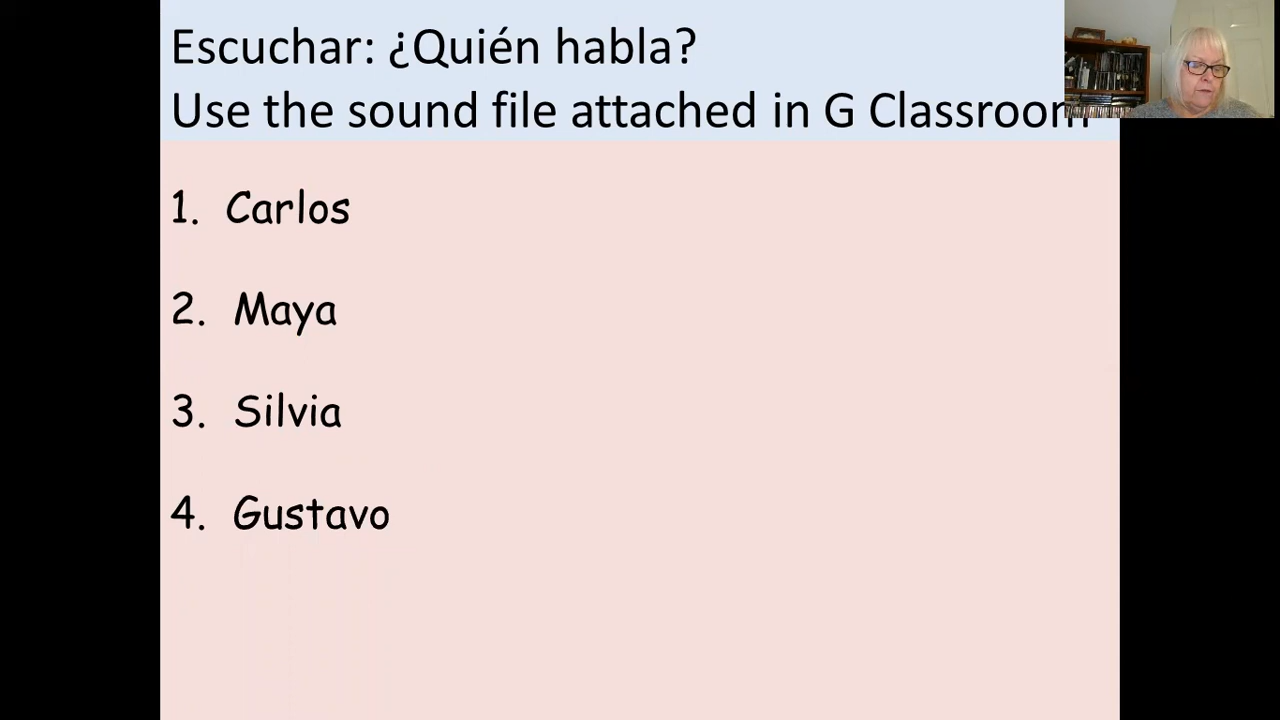 Escuchar: ¿Quién habla?
Use the sound file attached in G Classroom
1. Carlos
2. Maya
3. Silvia
4. Gustavo